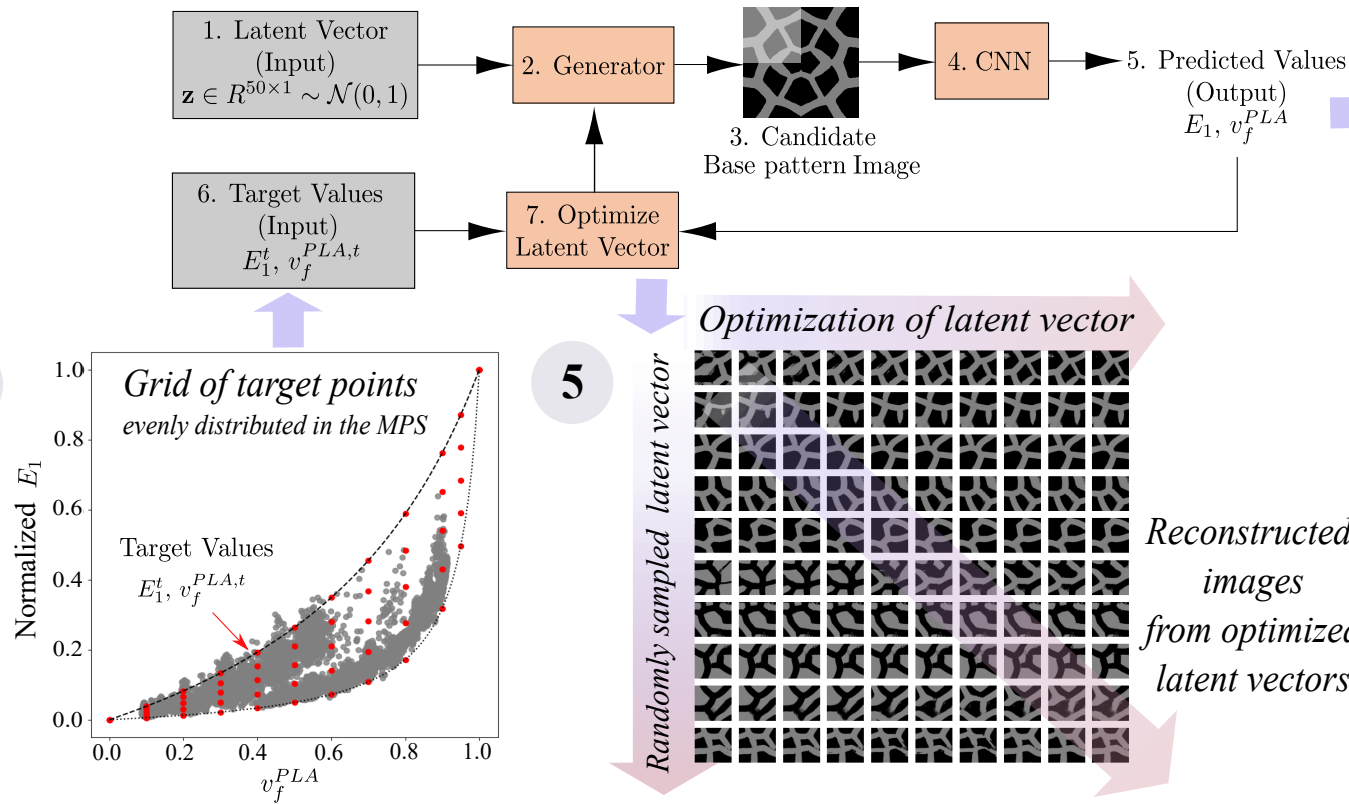 1. Latent Vector
(Input)
𝐳 ∈ R^{50×1} ∼ 𝒩(0, 1)
2. Generator
3. Candidate
Base pattern Image
4. CNN
5. Predicted Values
(Output)
E_1, v_f^{PLA}
6. Target Values
(Input)
E_1^t, v_f^{PLA,t}
7. Optimize
Latent Vector
Grid of target points
evenly distributed in the MPS
Target Values
E_1^t, v_f^{PLA,t}
Normalized E_1
1.0
0.8
0.6
0.4
0.2
0.0
0.0 0.2 0.4 0.6 0.8 1.0
v_f^{PLA}
5
Optimization of latent vector
Randomly sampled latent vector
Reconstructed
images
from optimized
latent vectors